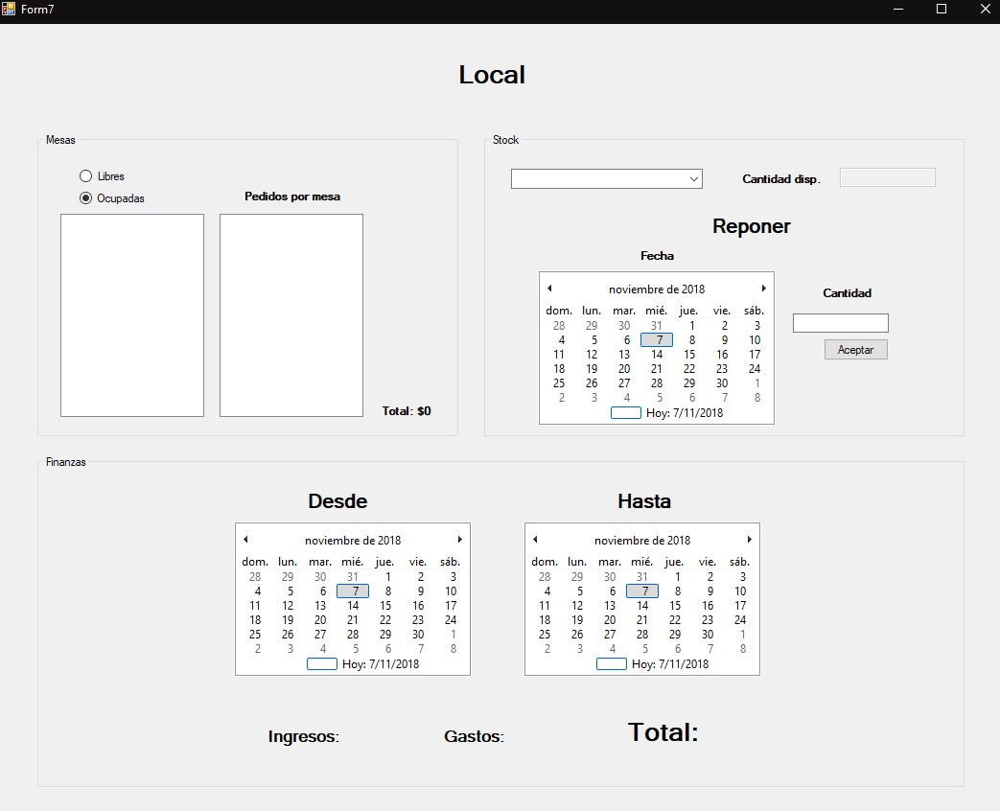 Form7
Local
Mesas
Libres
Ocupadas
Pedidos por mesa
Total: $0
Stock
Cantidad disp.
Reponer
Fecha
noviembre de 2018
dom. lun. mar. mié. jue. vie. sáb.
28 29 30 31 1 2 3
4 5 6 7 8 9 10
11 12 13 14 15 16 17
18 19 20 21 22 23 24
25 26 27 28 29 30 1
2 3 4 5 6 7 8
Hoy: 7/11/2018
Cantidad
Aceptar
Finanzas
Desde
noviembre de 2018
dom. lun. mar. mié. jue. vie. sáb.
28 29 30 31 1 2 3
4 5 6 7 8 9 10
11 12 13 14 15 16 17
18 19 20 21 22 23 24
25 26 27 28 29 30 1
2 3 4 5 6 7 8
Hoy: 7/11/2018
Hasta
noviembre de 2018
dom. lun. mar. mié. jue. vie. sáb.
28 29 30 31 1 2 3
4 5 6 7 8 9 10
11 12 13 14 15 16 17
18 19 20 21 22 23 24
25 26 27 28 29 30 1
2 3 4 5 6 7 8
Hoy: 7/11/2018
Ingresos:
Gastos:
Total: